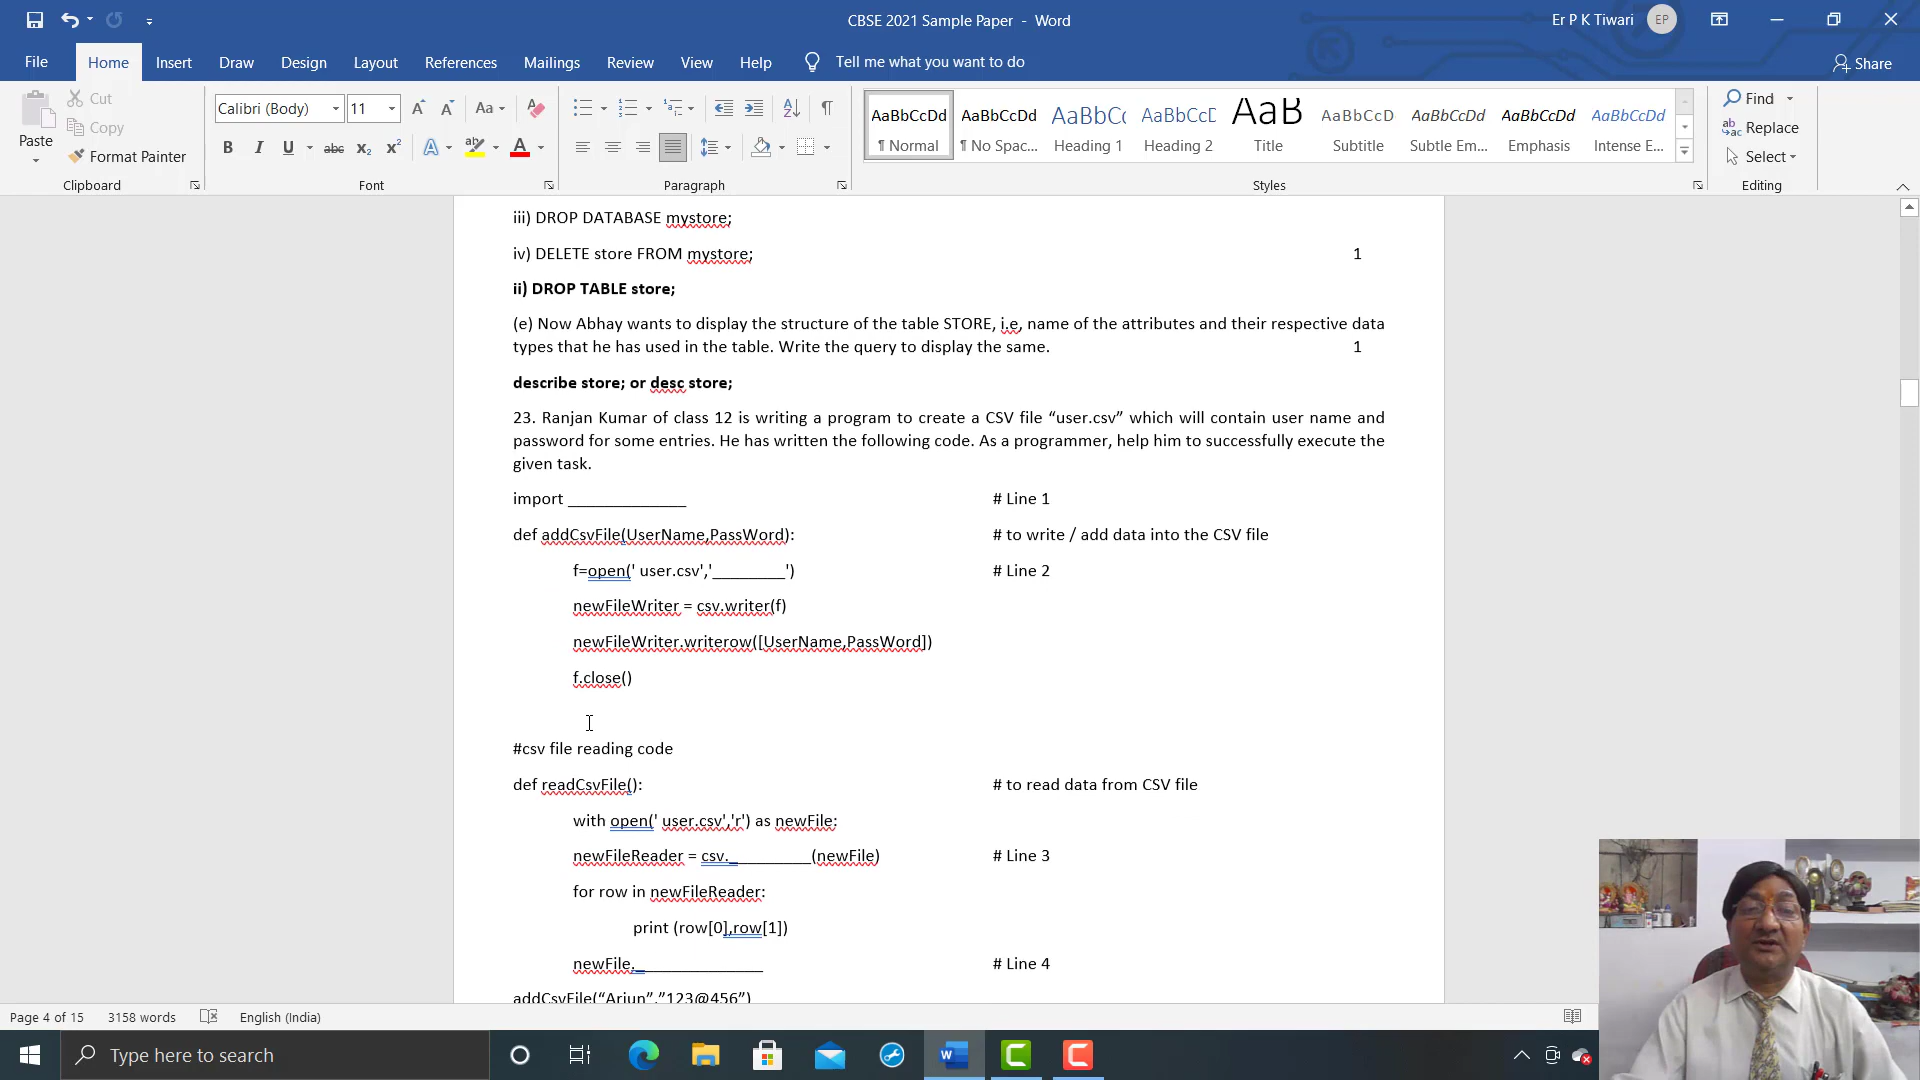 CBSE 2021 Sample Paper - Word
Er P K Tiwari
EP
File
Home
Insert
Draw
Design
Layout
References
Mailings
Review
View
Help
Tell me what you want to do
Share
Paste
Cut
Copy
Format Painter
Clipboard
Calibri (Body)
11
Font
Paragraph
AaBbCcDd
¶ Normal
AaBbCcDd
¶ No Spac...
AaBbC
Heading 1
AaBbCcD
Heading 2
AaB
Title
AaBbCcD
Subtitle
AaBbCcDd
Subtle Em...
AaBbCcDd
Emphasis
AaBbCcDd
Intense E...
Styles
Find
Replace
Select
Editing
iii) DROP DATABASE mystore;
iv) DELETE store FROM mystore; 1
ii) DROP TABLE store;
(e) Now Abhay wants to display the structure of the table STORE, i.e, name of the attributes and their respective data
types that he has used in the table. Write the query to display the same. 1
describe store; or desc store;
23. Ranjan Kumar of class 12 is writing a program to create a CSV file “user.csv” which will contain user name and
password for some entries. He has written the following code. As a programmer, help him to successfully execute the
given task.
import _____________ # Line 1
def addCsvFile(UserName,PassWord): # to write / add data into the CSV file
f=open(' user.csv','________') # Line 2
newFileWriter = csv.writer(f)
newFileWriter.writerow([UserName,PassWord])
f.close()
#csv file reading code
def readCsvFile(): # to read data from CSV file
with open(' user.csv','r') as newFile:
newFileReader = csv._________(newFile) # Line 3
for row in newFileReader:
print (row[0],row[1])
newFile.______________ # Line 4
addCsvFile(“Arjun”,”123@456”)
Page 4 of 15
3158 words
English (India)
Type here to search